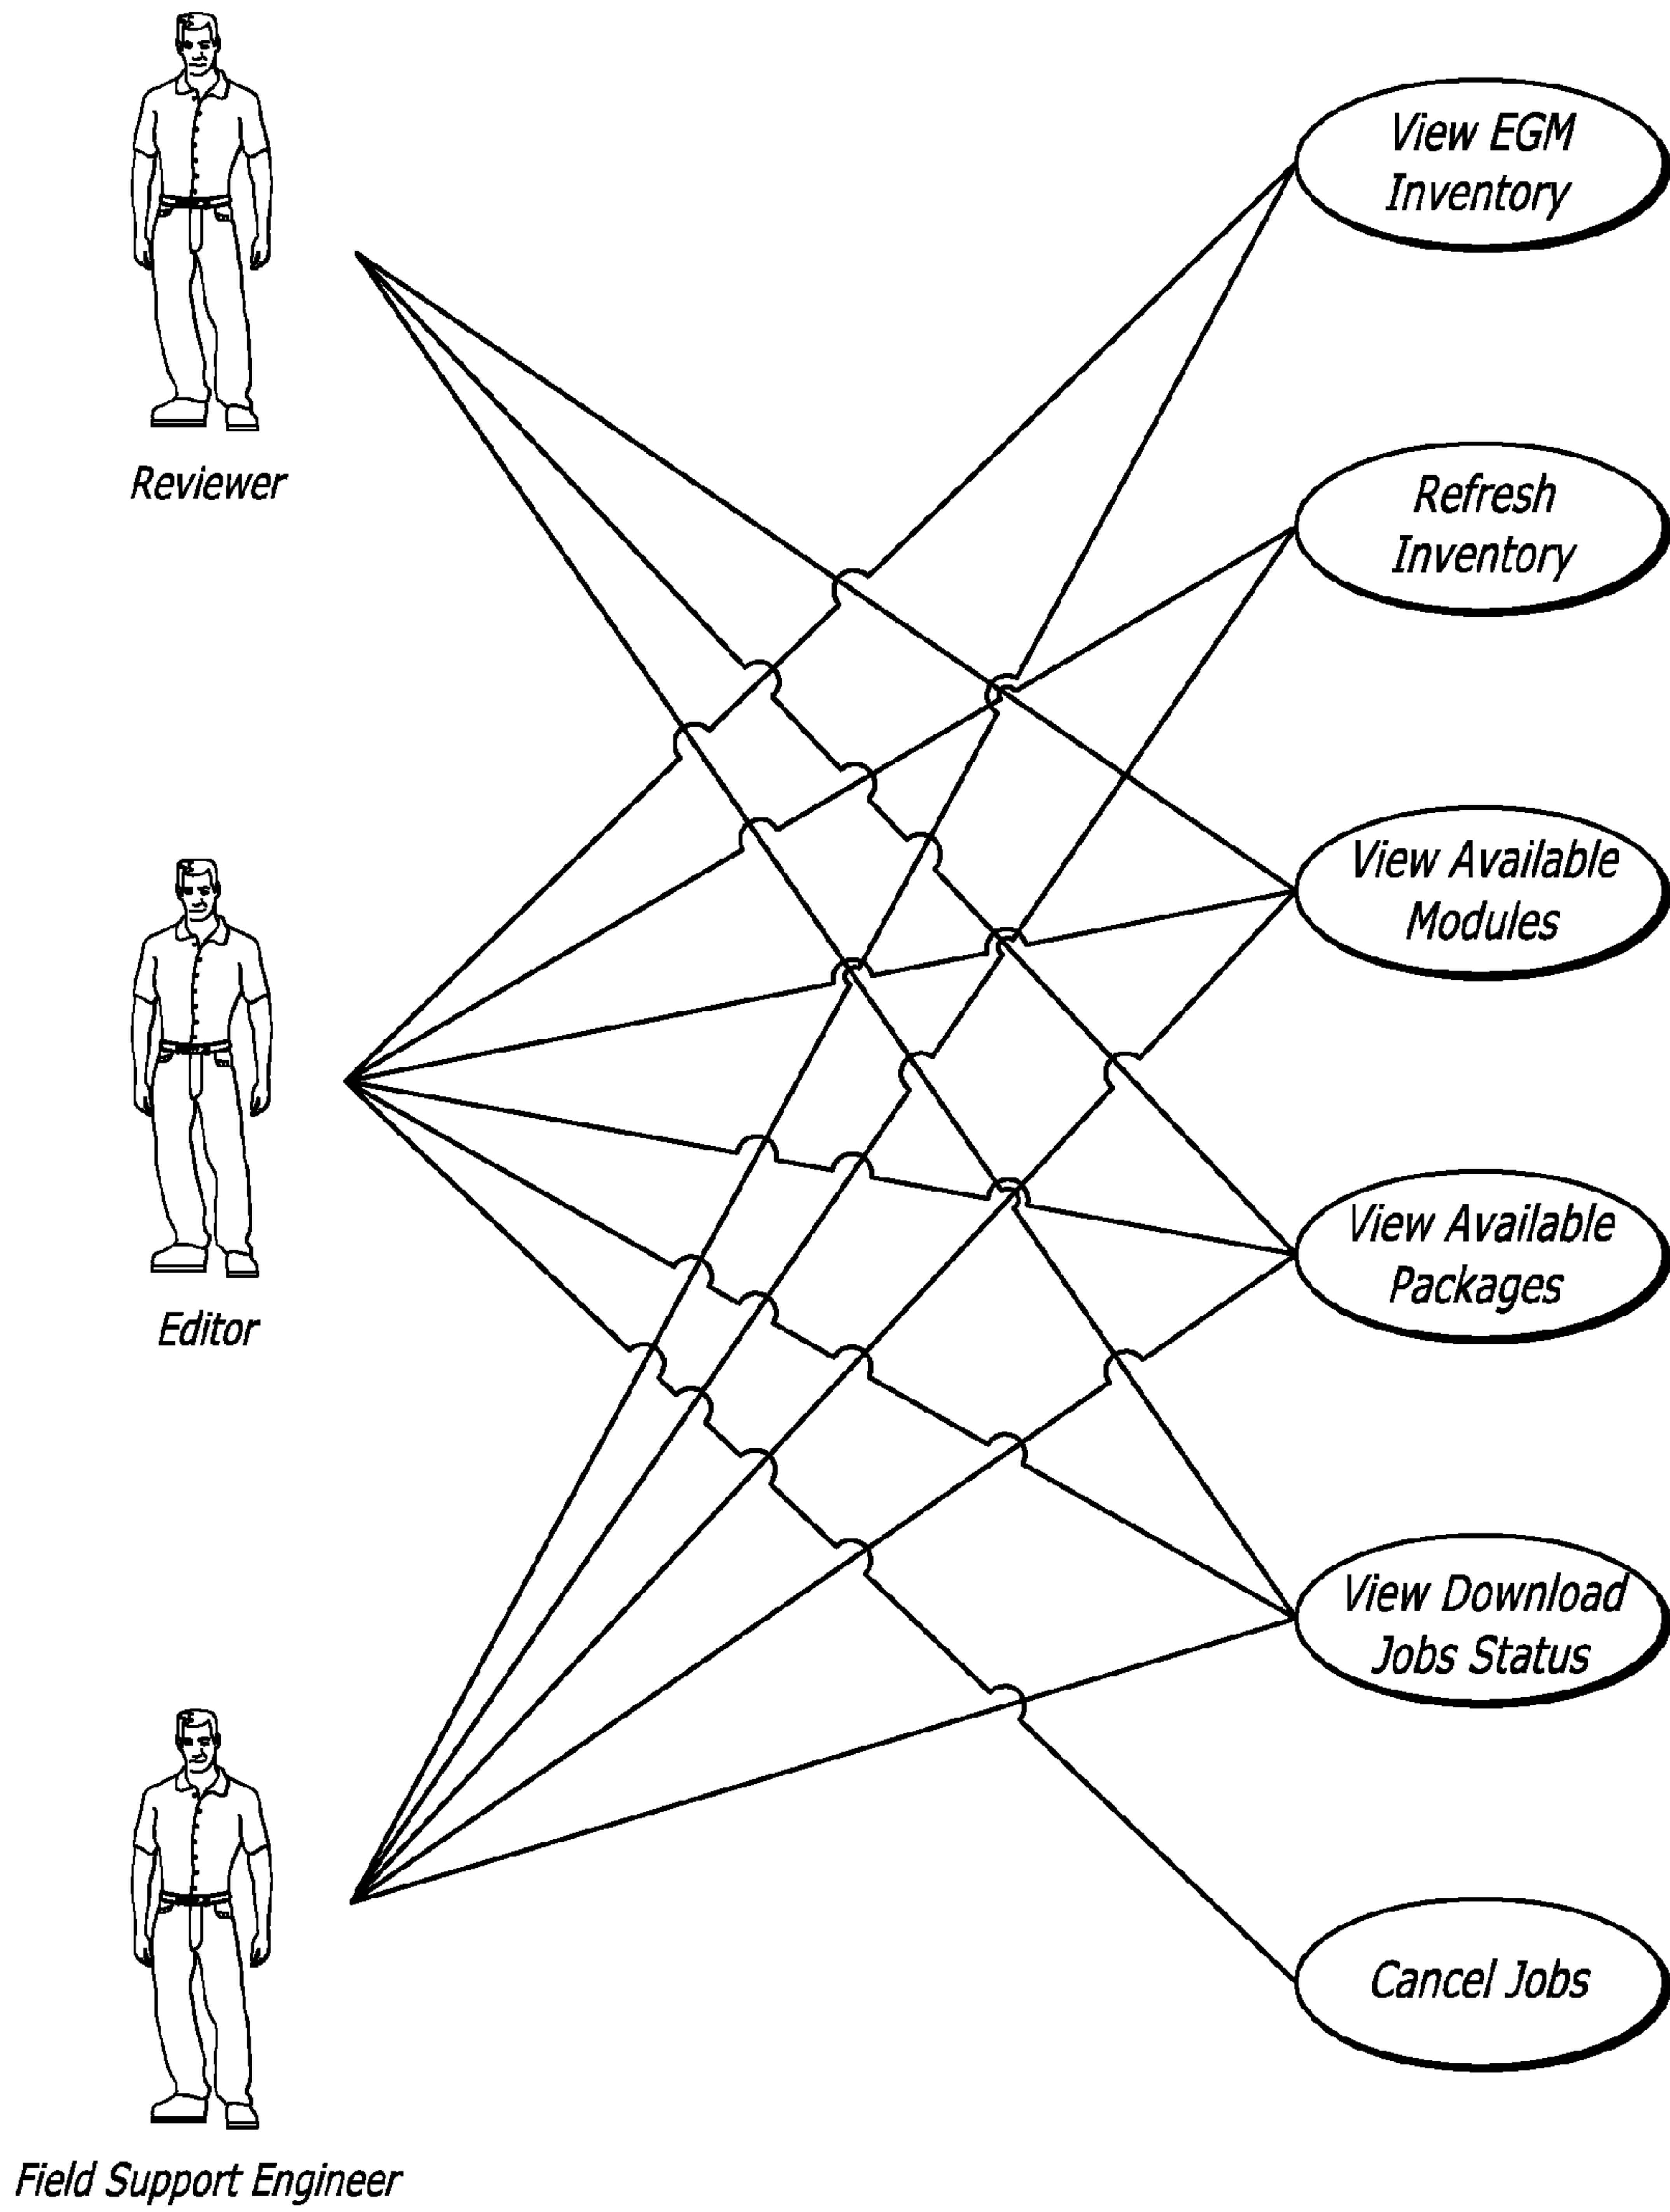 View EGM
Inventory
Reviewer
Refresh
Inventory
View Available
Modules
Editor
View Available
Packages
View Download
Jobs Status
Cancel Jobs
Field Support Engineer